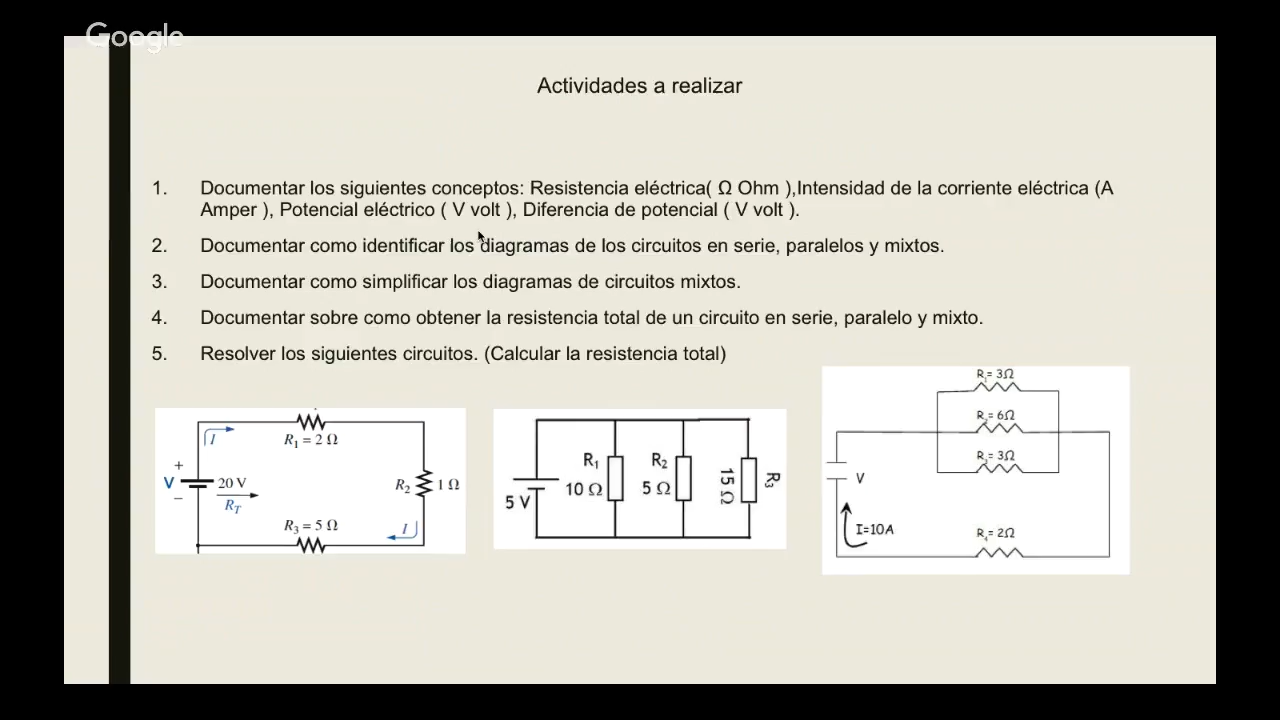 Google
Actividades a realizar
1. Documentar los siguientes conceptos: Resistencia eléctrica( Ω Ohm ),Intensidad de la corriente eléctrica (A
Amper ), Potencial eléctrico ( V volt ), Diferencia de potencial ( V volt ).
2. Documentar como identificar los diagramas de los circuitos en serie, paralelos y mixtos.
3. Documentar como simplificar los diagramas de circuitos mixtos.
4. Documentar sobre como obtener la resistencia total de un circuito en serie, paralelo y mixto.
5. Resolver los siguientes circuitos. (Calcular la resistencia total)
I
R₁ = 2 Ω
+
V
−
20 V
R_T
R₂
1 Ω
R₃ = 5 Ω
I
5 V
R₁
10 Ω
R₂
5 Ω
15 Ω
R₃
R₁= 3Ω
R₂= 6Ω
R₃= 3Ω
V
I=10A
R₄= 2Ω